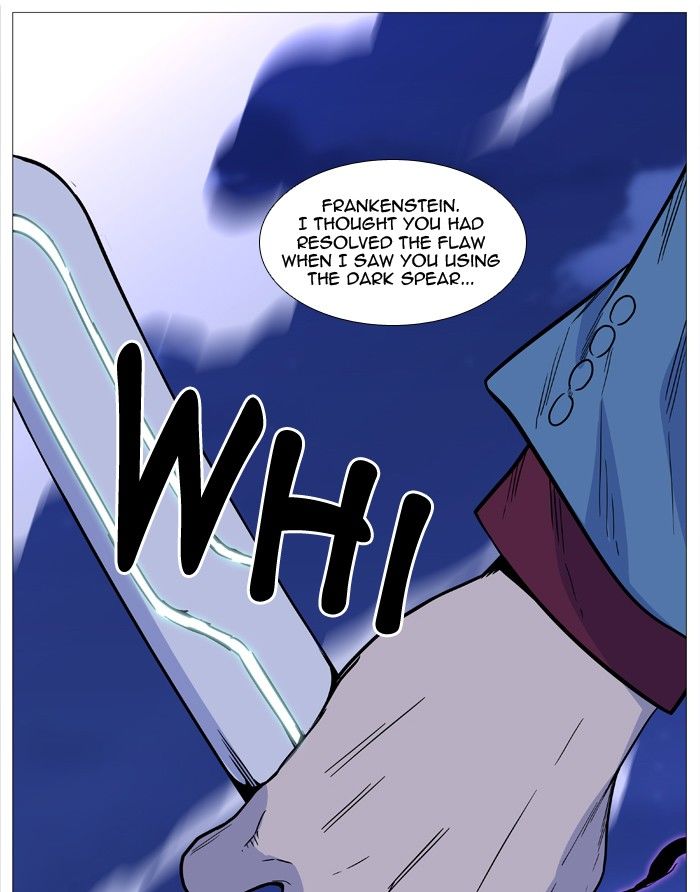 FRANKENSTEIN.
I THOUGHT YOU HAD
RESOLVED THE FLAW
WHEN I SAW YOU USING
THE DARK SPEAR...
WHI